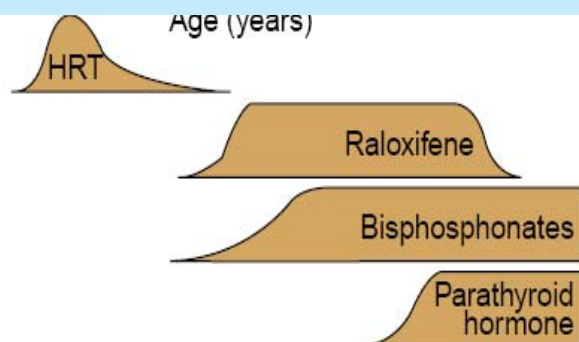 Age (years)
HRT
Raloxifene
Bisphosphonates
Parathyroid
hormone